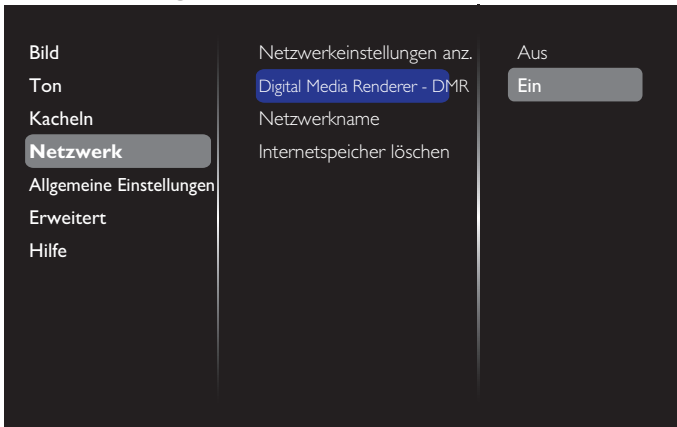 Bild
Ton
Kacheln
Netzwerk
Allgemeine Einstellungen
Erweitert
Hilfe
Netzwerkeinstellungen anz.
Digital Media Renderer - DMR
Netzwerkname
Internetspeicher löschen
Aus
Ein